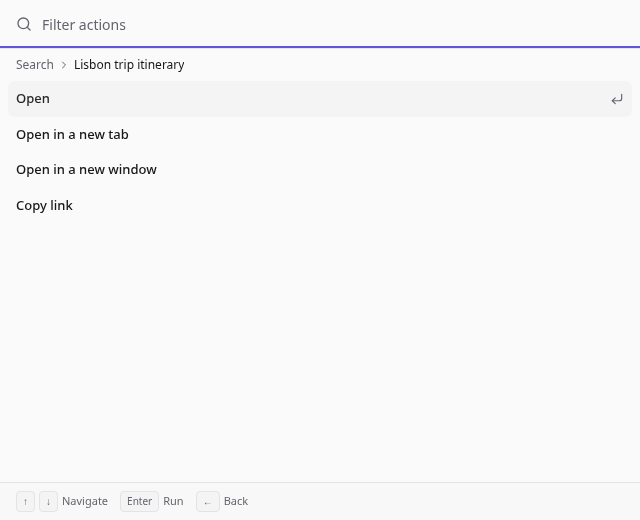 Filter actions
Search > Lisbon trip itinerary
Open
Open in a new tab
Open in a new window
Copy link
↑ ↓ Navigate Enter Run ← Back